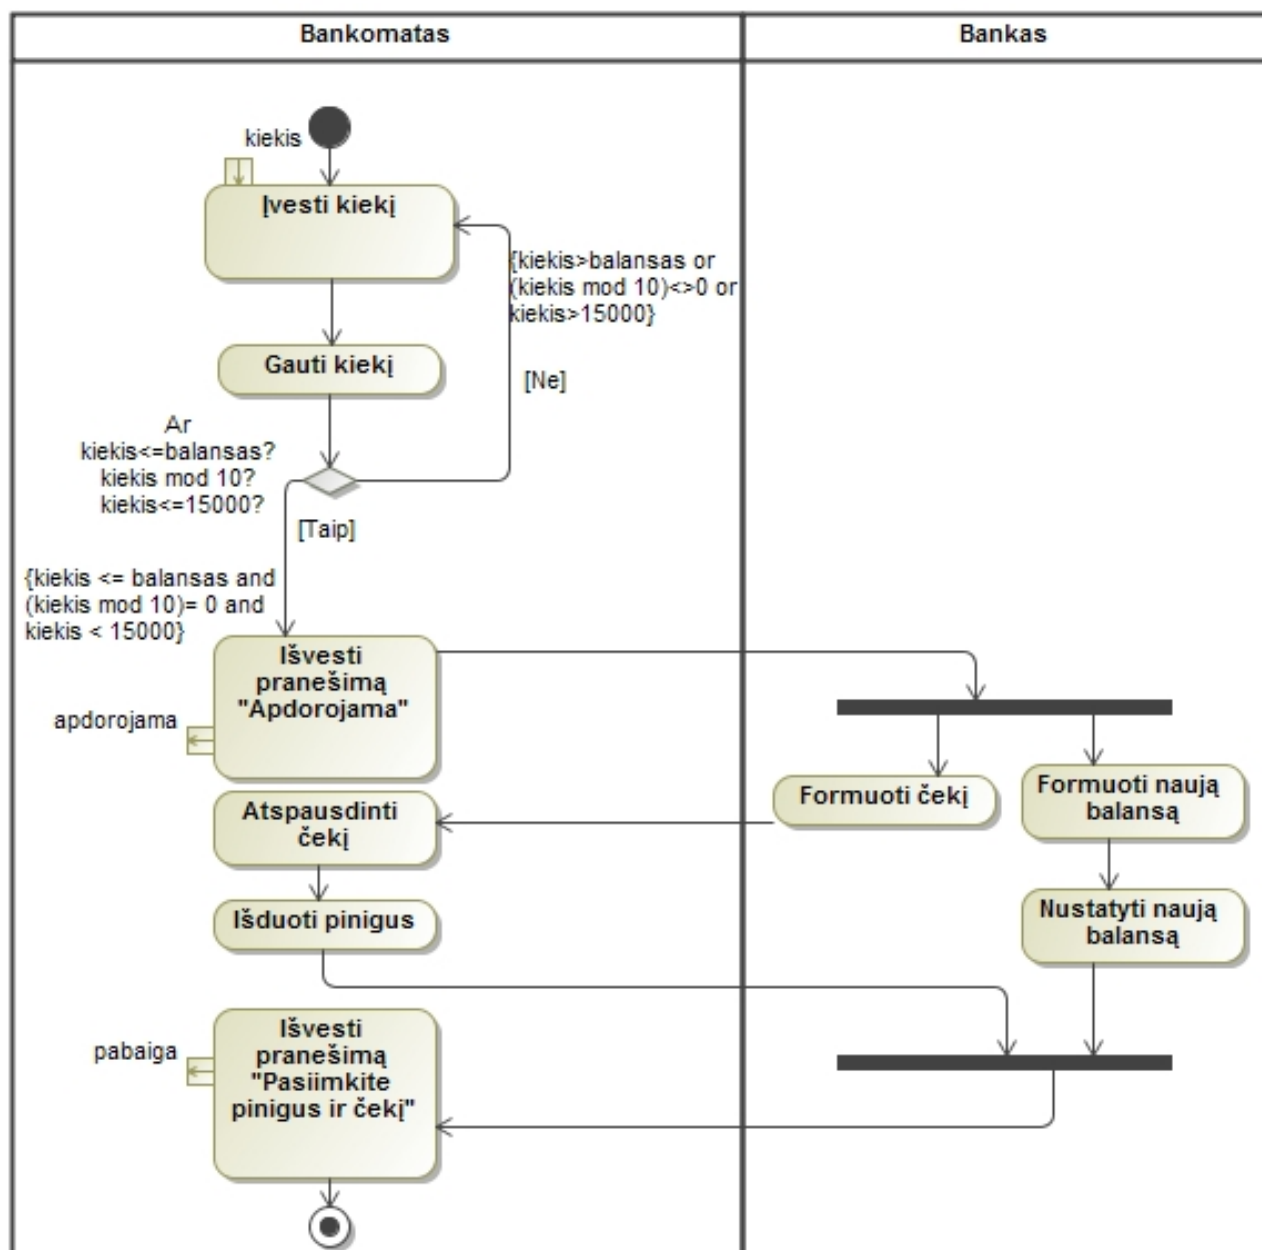 Bankomatas
Bankas
kiekis
Įvesti kiekį
{kiekis>balansas or
(kiekis mod 10)<>0 or
kiekis>15000}
Gauti kiekį
[Ne]
Ar
kiekis<=balansas?
kiekis mod 10?
kiekis<=15000?
[Taip]
{kiekis <= balansas and
(kiekis mod 10)= 0 and
kiekis < 15000}
Išvesti
pranešimą
"Apdorojama"
apdorojama
Formuoti čekį
Formuoti naują
balansą
Atspausdinti
čekį
Išduoti pinigus
Nustatyti naują
balansą
Išvesti
pranešimą
"Pasiimkite
pinigus ir čekį"
pabaiga